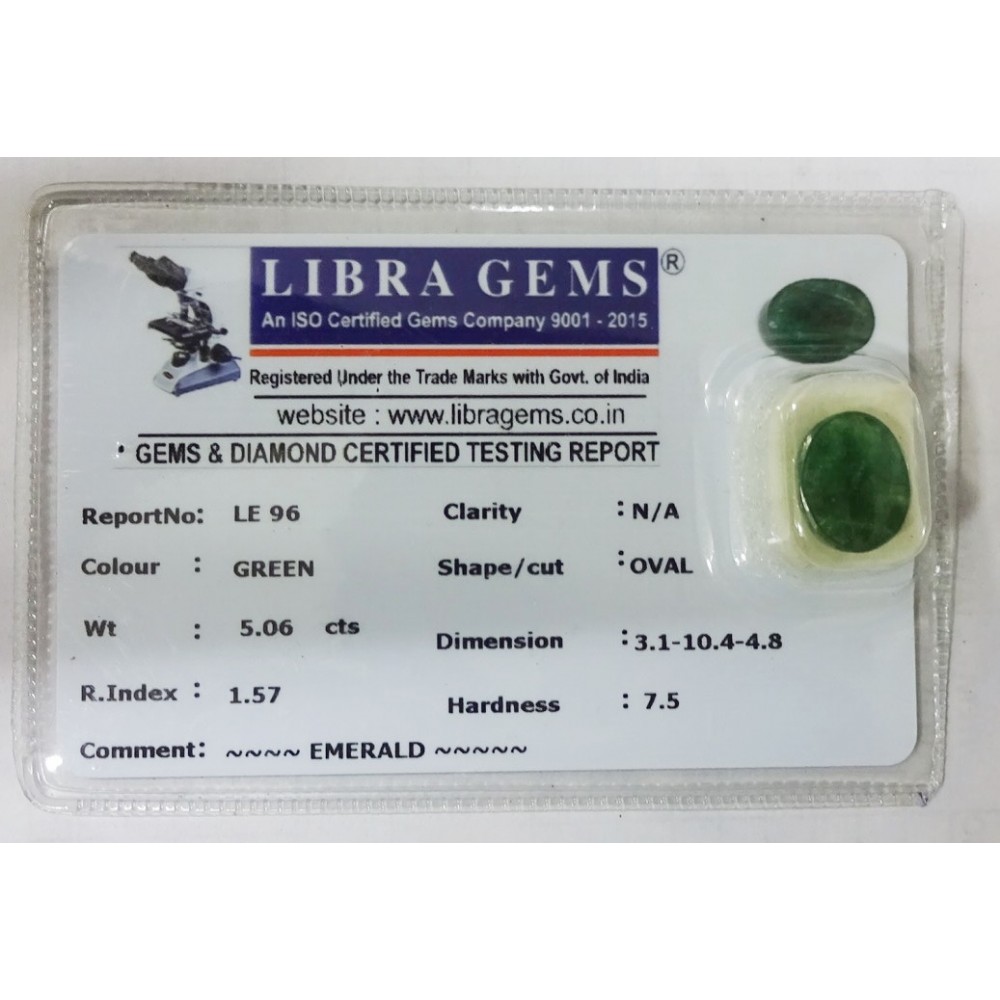 LIBRA GEMS ®
An ISO Certified Gems Company 9001 - 2015
Registered Under the Trade Marks with Govt. of India
website : www.libragems.co.in
• GEMS & DIAMOND CERTIFIED TESTING REPORT
ReportNo: LE 96 Clarity : N/A
Colour : GREEN Shape/cut : OVAL
Wt : 5.06 cts Dimension : 3.1-10.4-4.8
R.Index : 1.57 Hardness : 7.5
Comment: ~~~~ EMERALD ~~~~~